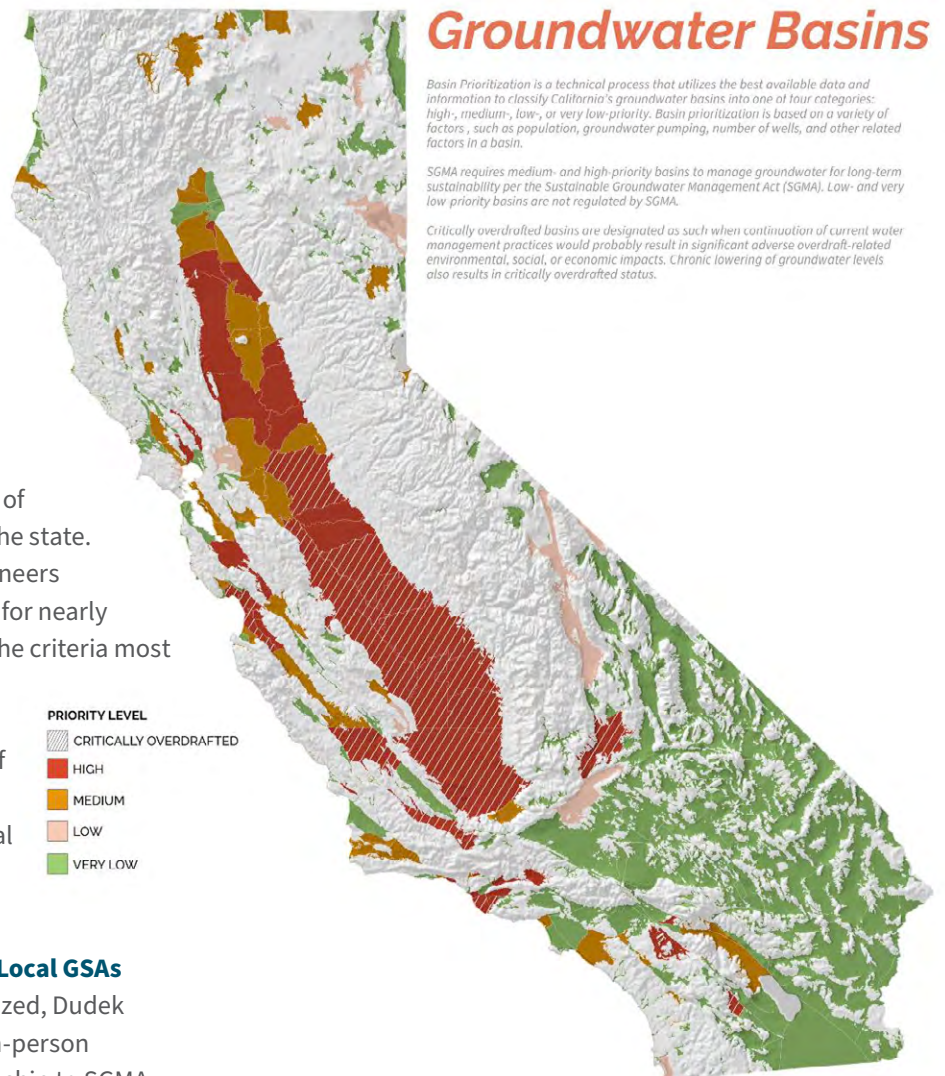 Groundwater Basins
Basin Prioritization is a technical process that utilizes the best available data and
information to classify California's groundwater basins into one of four categories:
high-, medium-, low-, or very low-priority. Basin prioritization is based on a variety of
factors , such as population, groundwater pumping, number of wells, and other related
factors in a basin.
SGMA requires medium- and high-priority basins to manage groundwater for long-term
sustainability per the Sustainable Groundwater Management Act (SGMA). Low- and very
low-priority basins are not regulated by SGMA.
Critically overdrafted basins are designated as such when continuation of current water
management practices would probably result in significant adverse overdraft-related
environmental, social, or economic impacts. Chronic lowering of groundwater levels
also results in critically overdrafted status.
of
he state.
neers
for nearly
he criteria most
f
al
PRIORITY LEVEL
CRITICALLY OVERDRAFTED
HIGH
MEDIUM
LOW
VERY LOW
Local GSAs
zed, Dudek
-person
to SGMA